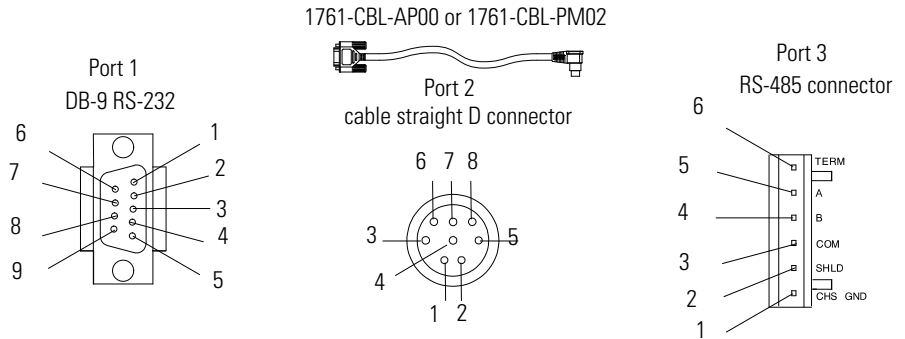 1761-CBL-AP00 or 1761-CBL-PM02
Port 1
DB-9 RS-232
6
7
8
9
1
2
3
4
5
Port 2
cable straight D connector
6 7 8
3
5
4
1 2
Port 3
RS-485 connector
6
5
4
3
2
1
TERM
A
B
COM
SHLD
CHS GND